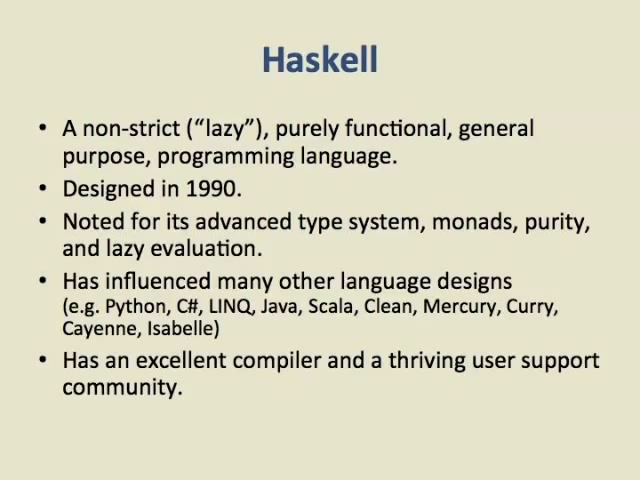 Haskell
• A non-strict (“lazy”), purely functional, general
purpose, programming language.
• Designed in 1990.
• Noted for its advanced type system, monads, purity,
and lazy evaluation.
• Has influenced many other language designs
(e.g. Python, C#, LINQ, Java, Scala, Clean, Mercury, Curry,
Cayenne, Isabelle)
• Has an excellent compiler and a thriving user support
community.